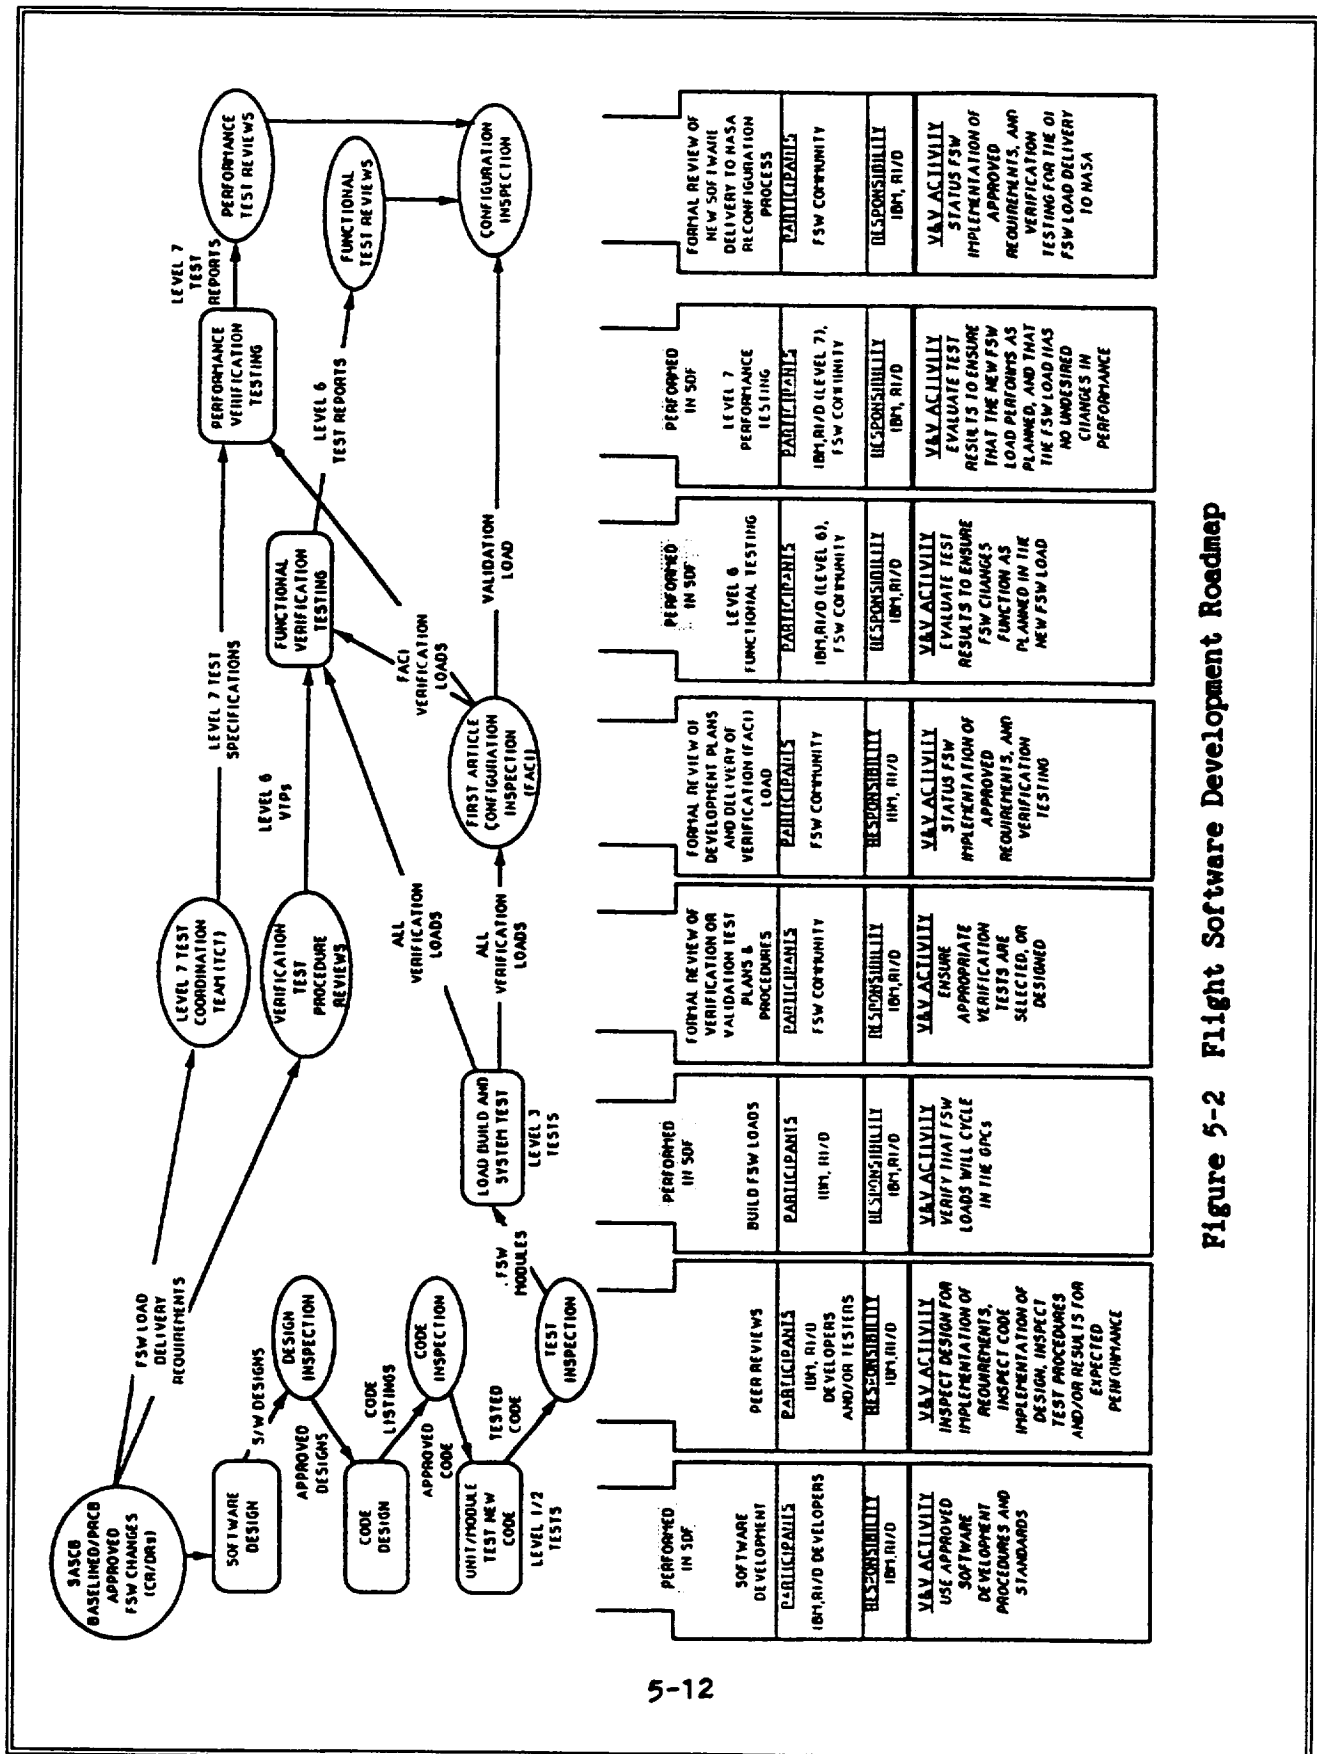 SASCB
BASELINED/PRCB
APPROVED
FSW CHANGES
(CR/DRs)
FSW LOAD
DELIVERY
REQUIREMENTS
LEVEL 7 TEST
COORDINATION
TEAM (TCT)
LEVEL 7 TEST
SPECIFICATIONS
PERFORMANCE
VERIFICATION
TESTING
LEVEL 7
TEST
REPORTS
PERFORMANCE
TEST REVIEWS
VERIFICATION
TEST
PROCEDURE
REVIEWS
LEVEL 6
VTPs
FUNCTIONAL
VERIFICATION
TESTING
LEVEL 6
TEST REPORTS
FUNCTIONAL
TEST REVIEWS
SOFTWARE
DESIGN
S/W DESIGNS
DESIGN
INSPECTION
APPROVED
DESIGNS
CODE
DESIGN
CODE
LISTINGS
CODE
INSPECTION
APPROVED
CODE
UNIT/MODULE
TEST NEW
CODE
LEVEL 1/2
TESTS
TESTED
CODE
TEST
INSPECTION
FSW
MODULES
LOAD BUILD AND
SYSTEM TEST
LEVEL 3
TESTS
ALL
VERIFICATION
LOADS
ALL
VERIFICATION
LOADS
FIRST ARTICLE
CONFIGURATION
INSPECTION
(FACI)
FACI
VERIFICATION
LOADS
VALIDATION
LOAD
CONFIGURATION
INSPECTION
PERFORMED
IN SDF
SOFTWARE
DEVELOPMENT
PARTICIPANTS
IBM,RI/D DEVELOPERS
RESPONSIBILITY
IBM,RI/D
V&V ACTIVITY
USE APPROVED
SOFTWARE
DEVELOPMENT
PROCEDURES AND
STANDARDS
PEER REVIEWS
PARTICIPANTS
IBM, RI/D
DEVELOPERS
AND/OR TESTERS
RESPONSIBILITY
IBM, RI/D
V&V ACTIVITY
INSPECT DESIGN FOR
IMPLEMENTATION OF
REQUIREMENTS,
INSPECT CODE
IMPLEMENTATION OF
DESIGN, INSPECT
TEST PROCEDURES
AND/OR RESULTS FOR
EXPECTED
PERFORMANCE
PERFORMED
IN SDF
BUILD FSW LOADS
PARTICIPANTS
IBM, RI/D
RESPONSIBILITY
IBM,RI/D
V&V ACTIVITY
VERIFY THAT FSW
LOADS WILL CYCLE
IN THE GPCs
FORMAL REVIEW OF
VERIFICATION OR
VALIDATION TEST
PLANS &
PROCEDURES
PARTICIPANTS
FSW COMMUNITY
RESPONSIBILITY
IBM,RI/D
V&V ACTIVITY
ENSURE
APPROPRIATE
VERIFICATION
TESTS ARE
SELECTED, OR
DESIGNED
FORMAL REVIEW OF
DEVELOPMENT PLANS
AND DELIVERY OF
VERIFICATION (FACI)
LOAD
PARTICIPANTS
FSW COMMUNITY
RESPONSIBILITY
IBM, RI/D
V&V ACTIVITY
STATUS FSW
IMPLEMENTATION OF
APPROVED
REQUIREMENTS, AND
VERIFICATION
TESTING
PERFORMED
IN SDF
LEVEL 6
FUNCTIONAL TESTING
PARTICIPANTS
IBM,RI/D (LEVEL 6),
FSW COMMUNITY
RESPONSIBILITY
IBM,RI/D
V&V ACTIVITY
EVALUATE TEST
RESULTS TO ENSURE
FSW CHANGES
FUNCTION AS
PLANNED IN THE
NEW FSW LOAD
PERFORMED
IN SDF
LEVEL 7
PERFORMANCE
TESTING
PARTICIPANTS
IBM,RI/D (LEVEL 7),
FSW COMMUNITY
RESPONSIBILITY
IBM, RI/D
V&V ACTIVITY
EVALUATE TEST
RESULTS TO ENSURE
THAT THE NEW FSW
LOAD PERFORMS AS
PLANNED, AND THAT
THE FSW LOAD HAS
NO UNDESIRED
CHANGES IN
PERFORMANCE
FORMAL REVIEW OF
NEW SOFTWARE
DELIVERY TO NASA
RECONFIGURATION
PROCESS
PARTICIPANTS
FSW COMMUNITY
RESPONSIBILITY
IBM, RI/D
V&V ACTIVITY
STATUS FSW
IMPLEMENTATION OF
APPROVED
REQUIREMENTS, AND
VERIFICATION
TESTING FOR THE OI
FSW LOAD DELIVERY
TO NASA
Figure 5-2 Flight Software Development Roadmap
5-12